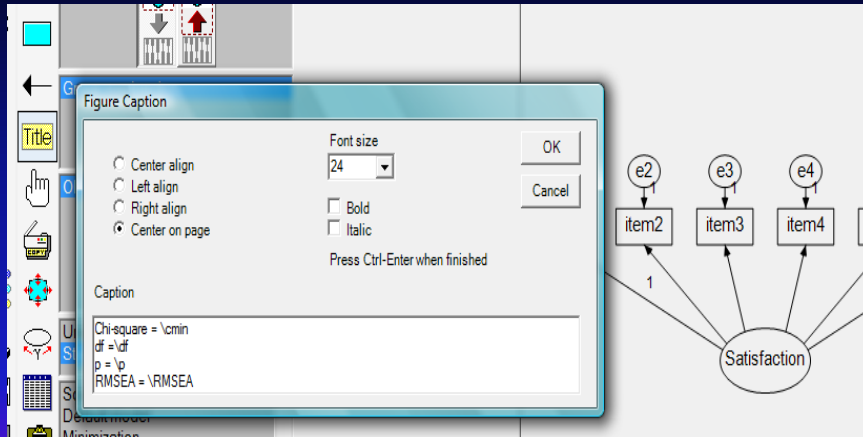 Title
Figure Caption
Center align
Left align
Right align
Center on page
Font size
24
Bold
Italic
Press Ctrl-Enter when finished
OK
Cancel
Caption
Chi-square = \cmin
df =\df
p = \p
RMSEA = \RMSEA
COPY
Default model
Minimization
e2
e3
e4
1
1
1
item2
item3
item4
1
Satisfaction